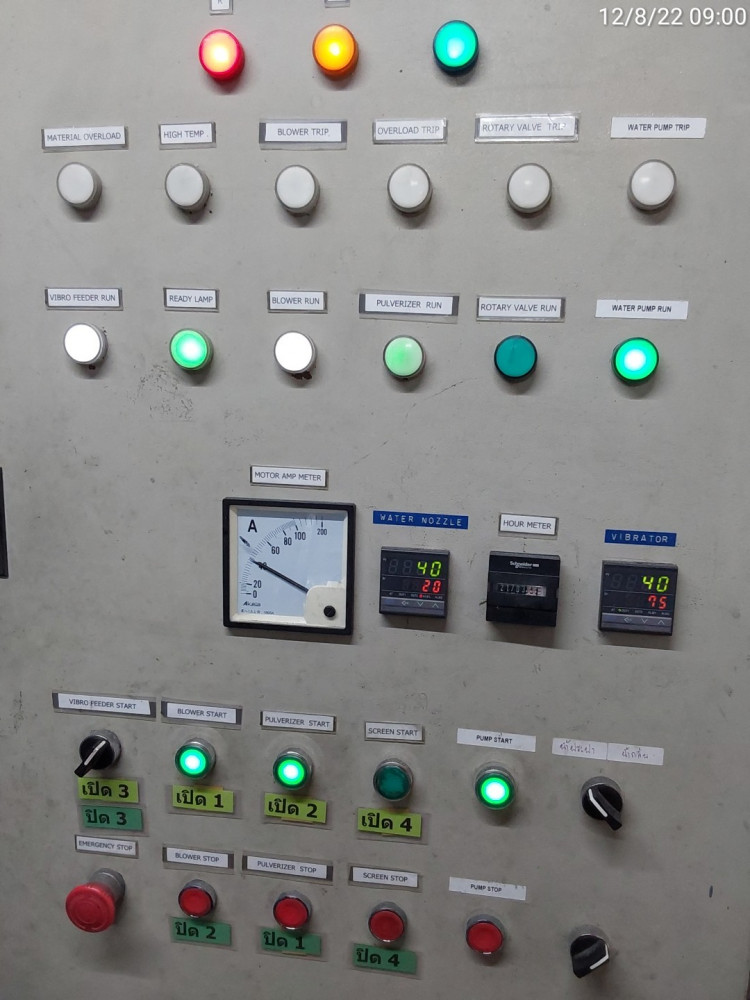 12/8/22 09:00
R
MATERIAL OVERLOAD
HIGH TEMP .
BLOWER TRIP
OVERLOAD TRIP
ROTARY VALVE TRIP
WATER PUMP TRIP
VIBRO FEEDER RUN
READY LAMP
BLOWER RUN
PULVERIZER RUN
ROTARY VALVE RUN
WATER PUMP RUN
MOTOR AMP METER
WATER NOZZLE
HOUR METER
VIBRATOR
A
200
100
80
60
40
20
0
40
20
Schneider
40
75
VIBRO FEEDER START
BLOWER START
PULVERIZER START
SCREEN START
PUMP START
เปิด 3
เปิด 1
เปิด 2
เปิด 4
ปิด 3
EMERGENCY STOP
BLOWER STOP
PULVERIZER STOP
SCREEN STOP
PUMP STOP
ปิด 2
ปิด 1
ปิด 4